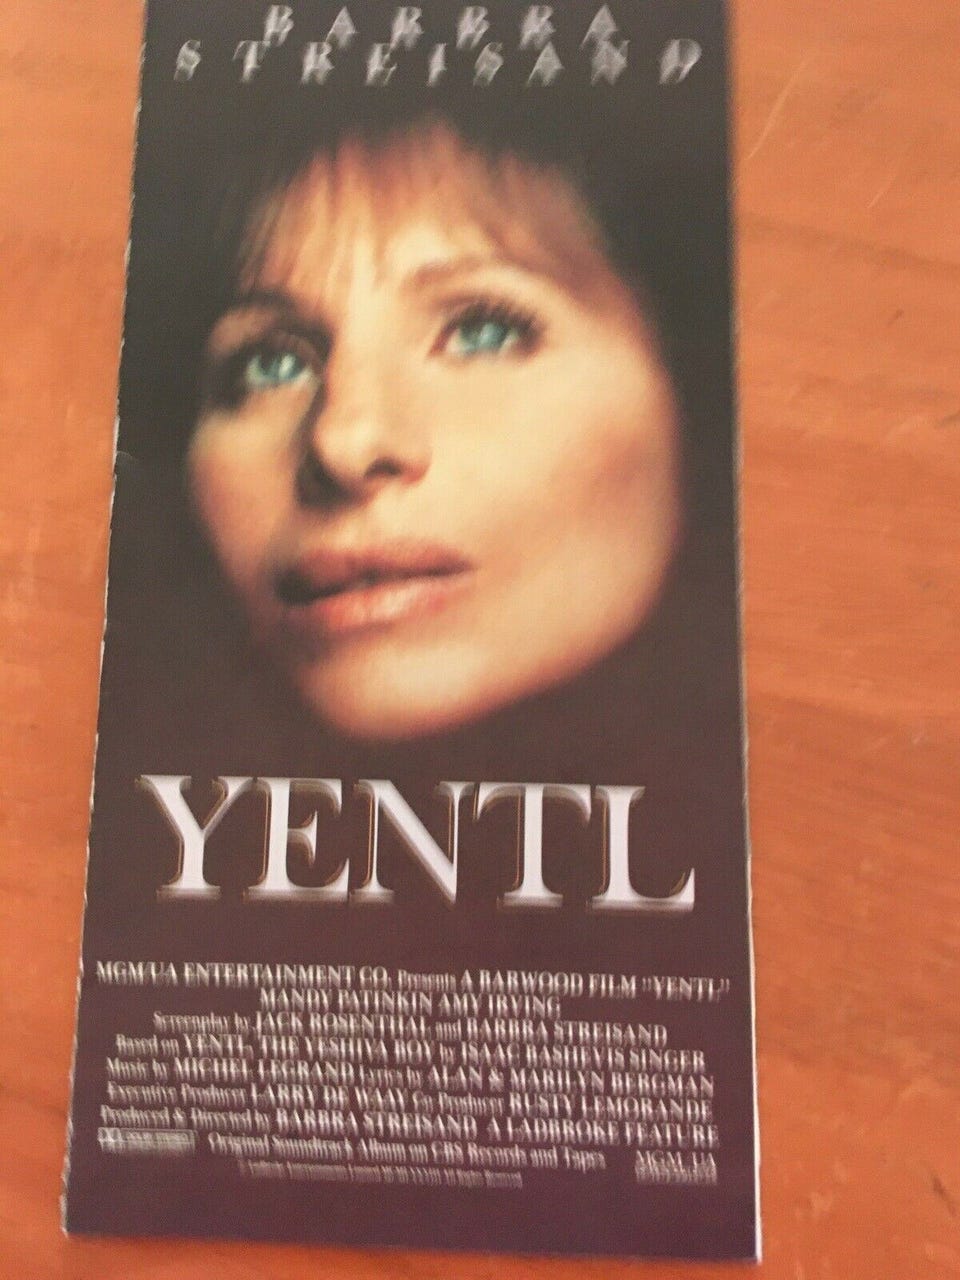 BARBRA
STREISAND
YENTL
MGM/UA ENTERTAINMENT CO. Presents A BARWOOD FILM "YENTL"
MANDY PATINKIN AMY IRVING
Screenplay by JACK ROSENTHAL and BARBRA STREISAND
Based on YENTL, THE YESHIVA BOY by ISAAC BASHEVIS SINGER
Music by MICHEL LEGRAND Lyrics by ALAN & MARILYN BERGMAN
Executive Producer LARRY DE WAAY Co-Producer RUSTY LEMORANDE
Produced & Directed by BARBRA STREISAND A LADBROKE FEATURE
Original Soundtrack Album on CBS Records and Tapes
MGM/UA
All Rights Reserved